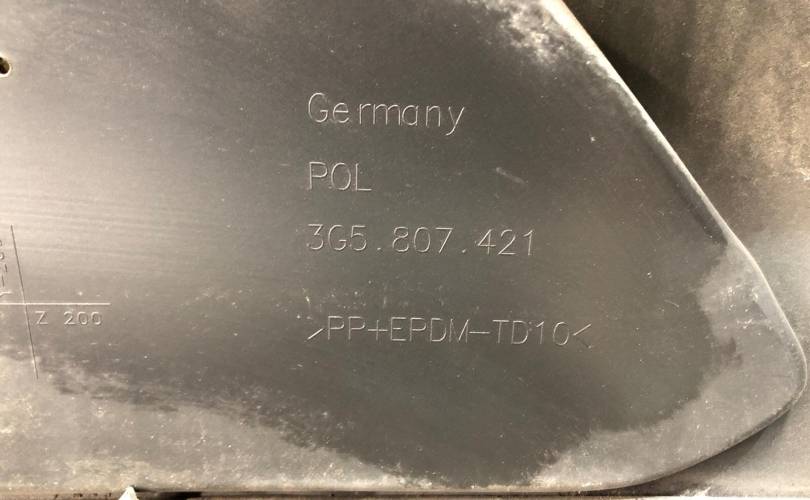 Germany
POL
3G5.807.421
Z 200
>PP+EPDM-TD10<